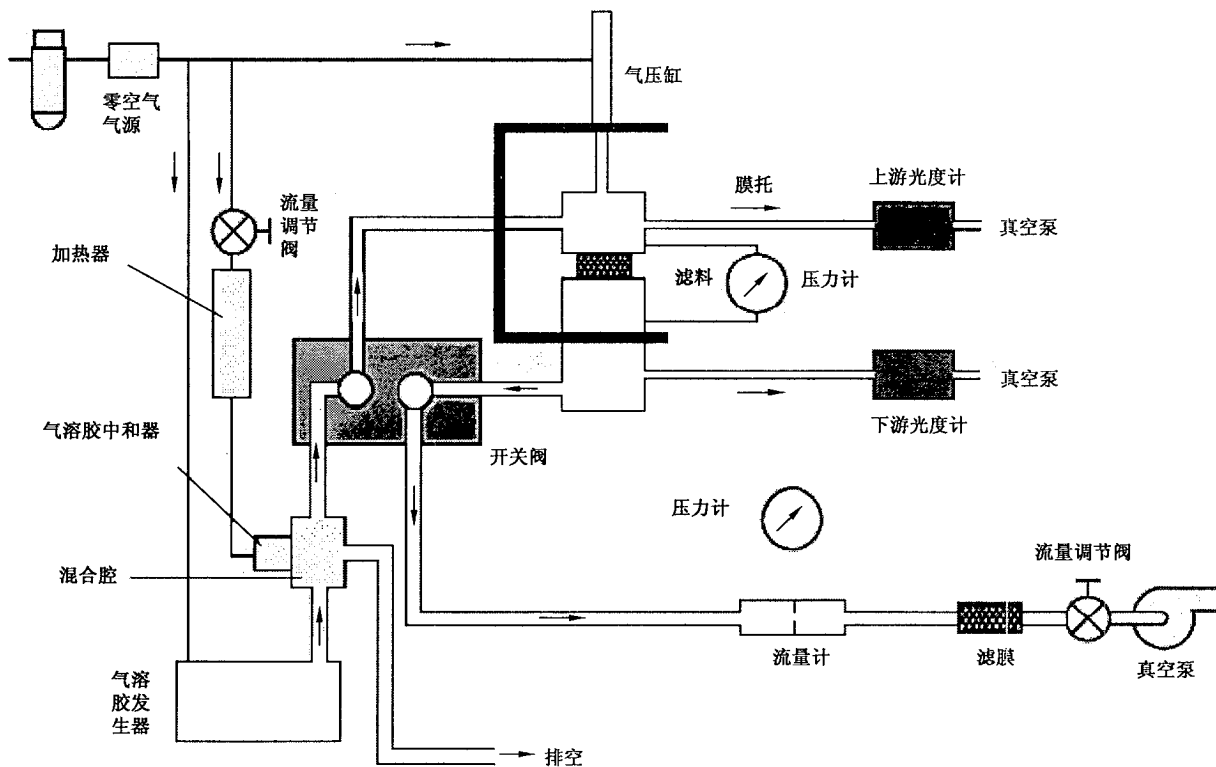 零空气
气源
气压缸
流量
调节
阀
加热器
膜托
上游光度计
真空泵
滤料
压力计
真空泵
下游光度计
气溶胶中和器
开关阀
压力计
混合腔
流量调节阀
流量计
滤膜
真空泵
气溶
胶发
生器
排空